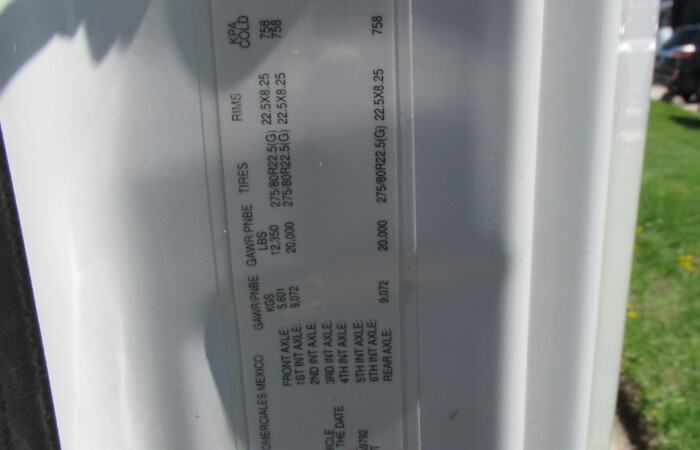 OMERCIALES MEXICO GAWR/PNBE GAWR/PNBE TIRES RIMS KPA
KGS LBS COLD
FRONT AXLE: 5,601 12,350 275/80R22.5(G) 22.5X8.25 758
1ST INT AXLE: 9,072 20,000 275/80R22.5(G) 22.5X8.25 758
2ND INT AXLE:
3RD INT AXLE:
4TH INT AXLE:
5TH INT AXLE:
6TH INT AXLE:
REAR AXLE: 9,072 20,000 275/80R22.5(G) 22.5X8.25 758
ICLE
THE DATE
9792
T